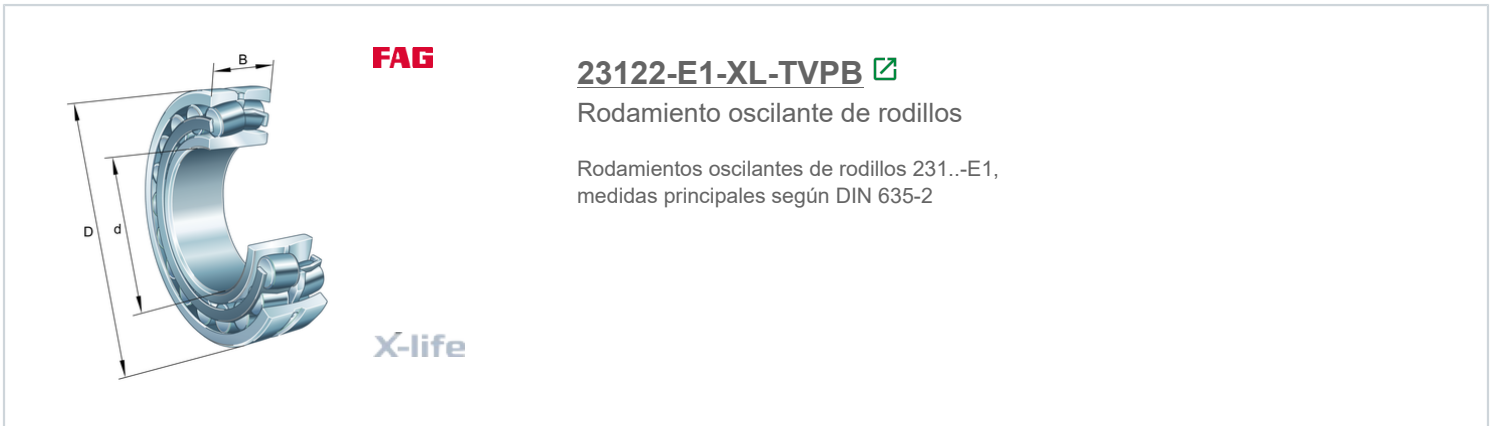 FAG
B
D
d
X-life
23122-E1-XL-TVPB
Rodamiento oscilante de rodillos
Rodamientos oscilantes de rodillos 231..-E1,
medidas principales según DIN 635-2